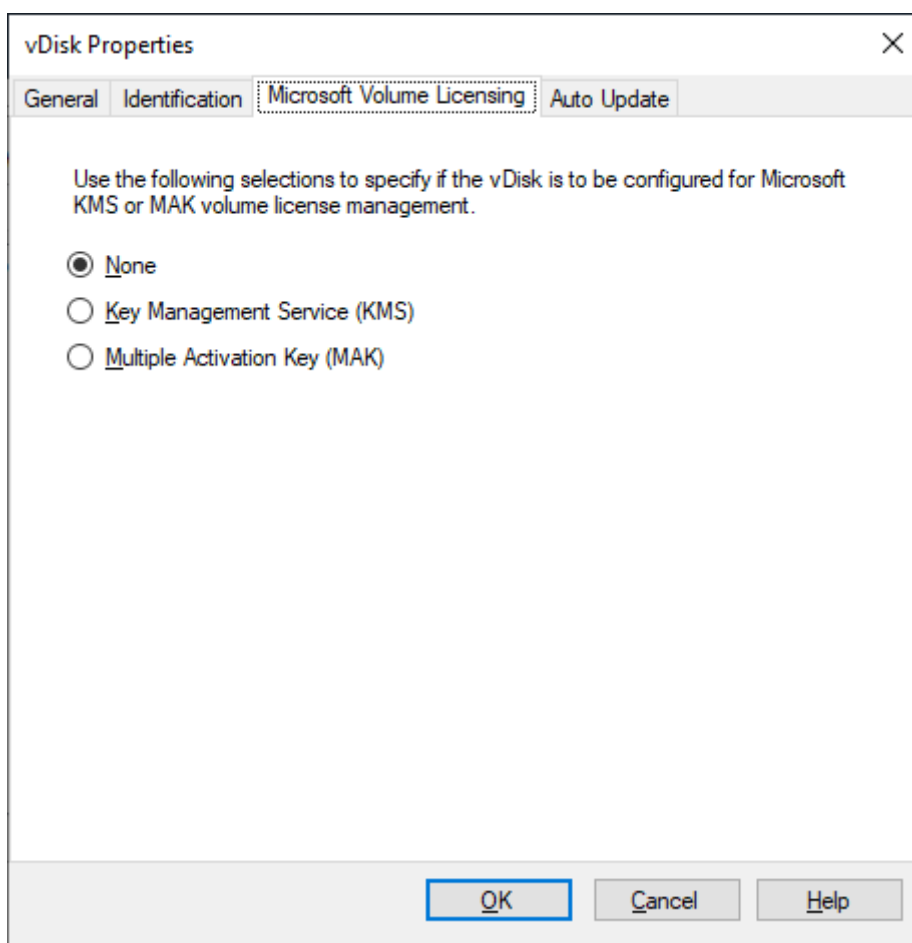 vDisk Properties
General Identification Microsoft Volume Licensing Auto Update
Use the following selections to specify if the vDisk is to be configured for Microsoft
KMS or MAK volume license management.
None
Key Management Service (KMS)
Multiple Activation Key (MAK)
OK Cancel Help